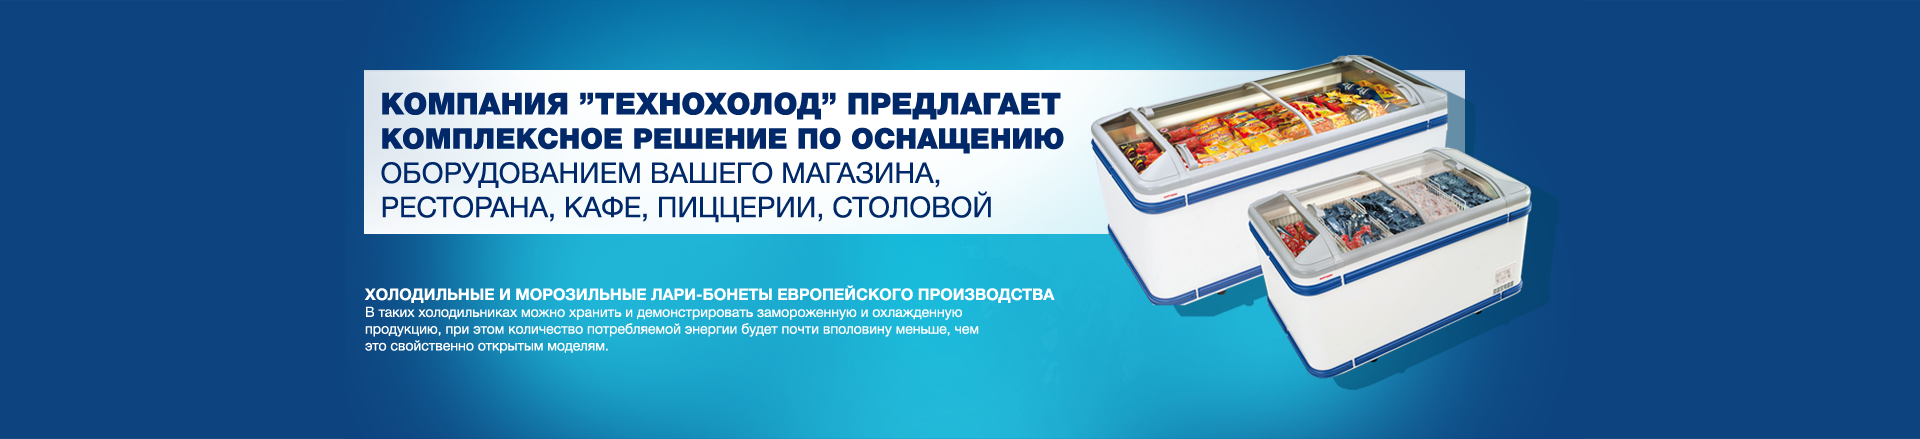 КОМПАНИЯ ”ТЕХНОХОЛОД” ПРЕДЛАГАЕТ
КОМПЛЕКСНОЕ РЕШЕНИЕ ПО ОСНАЩЕНИЮ
ОБОРУДОВАНИЕМ ВАШЕГО МАГАЗИНА,
РЕСТОРАНА, КАФЕ, ПИЦЦЕРИИ, СТОЛОВОЙ
ХОЛОДИЛЬНЫЕ И МОРОЗИЛЬНЫЕ ЛАРИ-БОНЕТЫ ЕВРОПЕЙСКОГО ПРОИЗВОДСТВА
В таких холодильниках можно хранить и демонстрировать замороженную и охлажденную
продукцию, при этом количество потребляемой энергии будет почти вполовину меньше, чем
это свойственно открытым моделям.